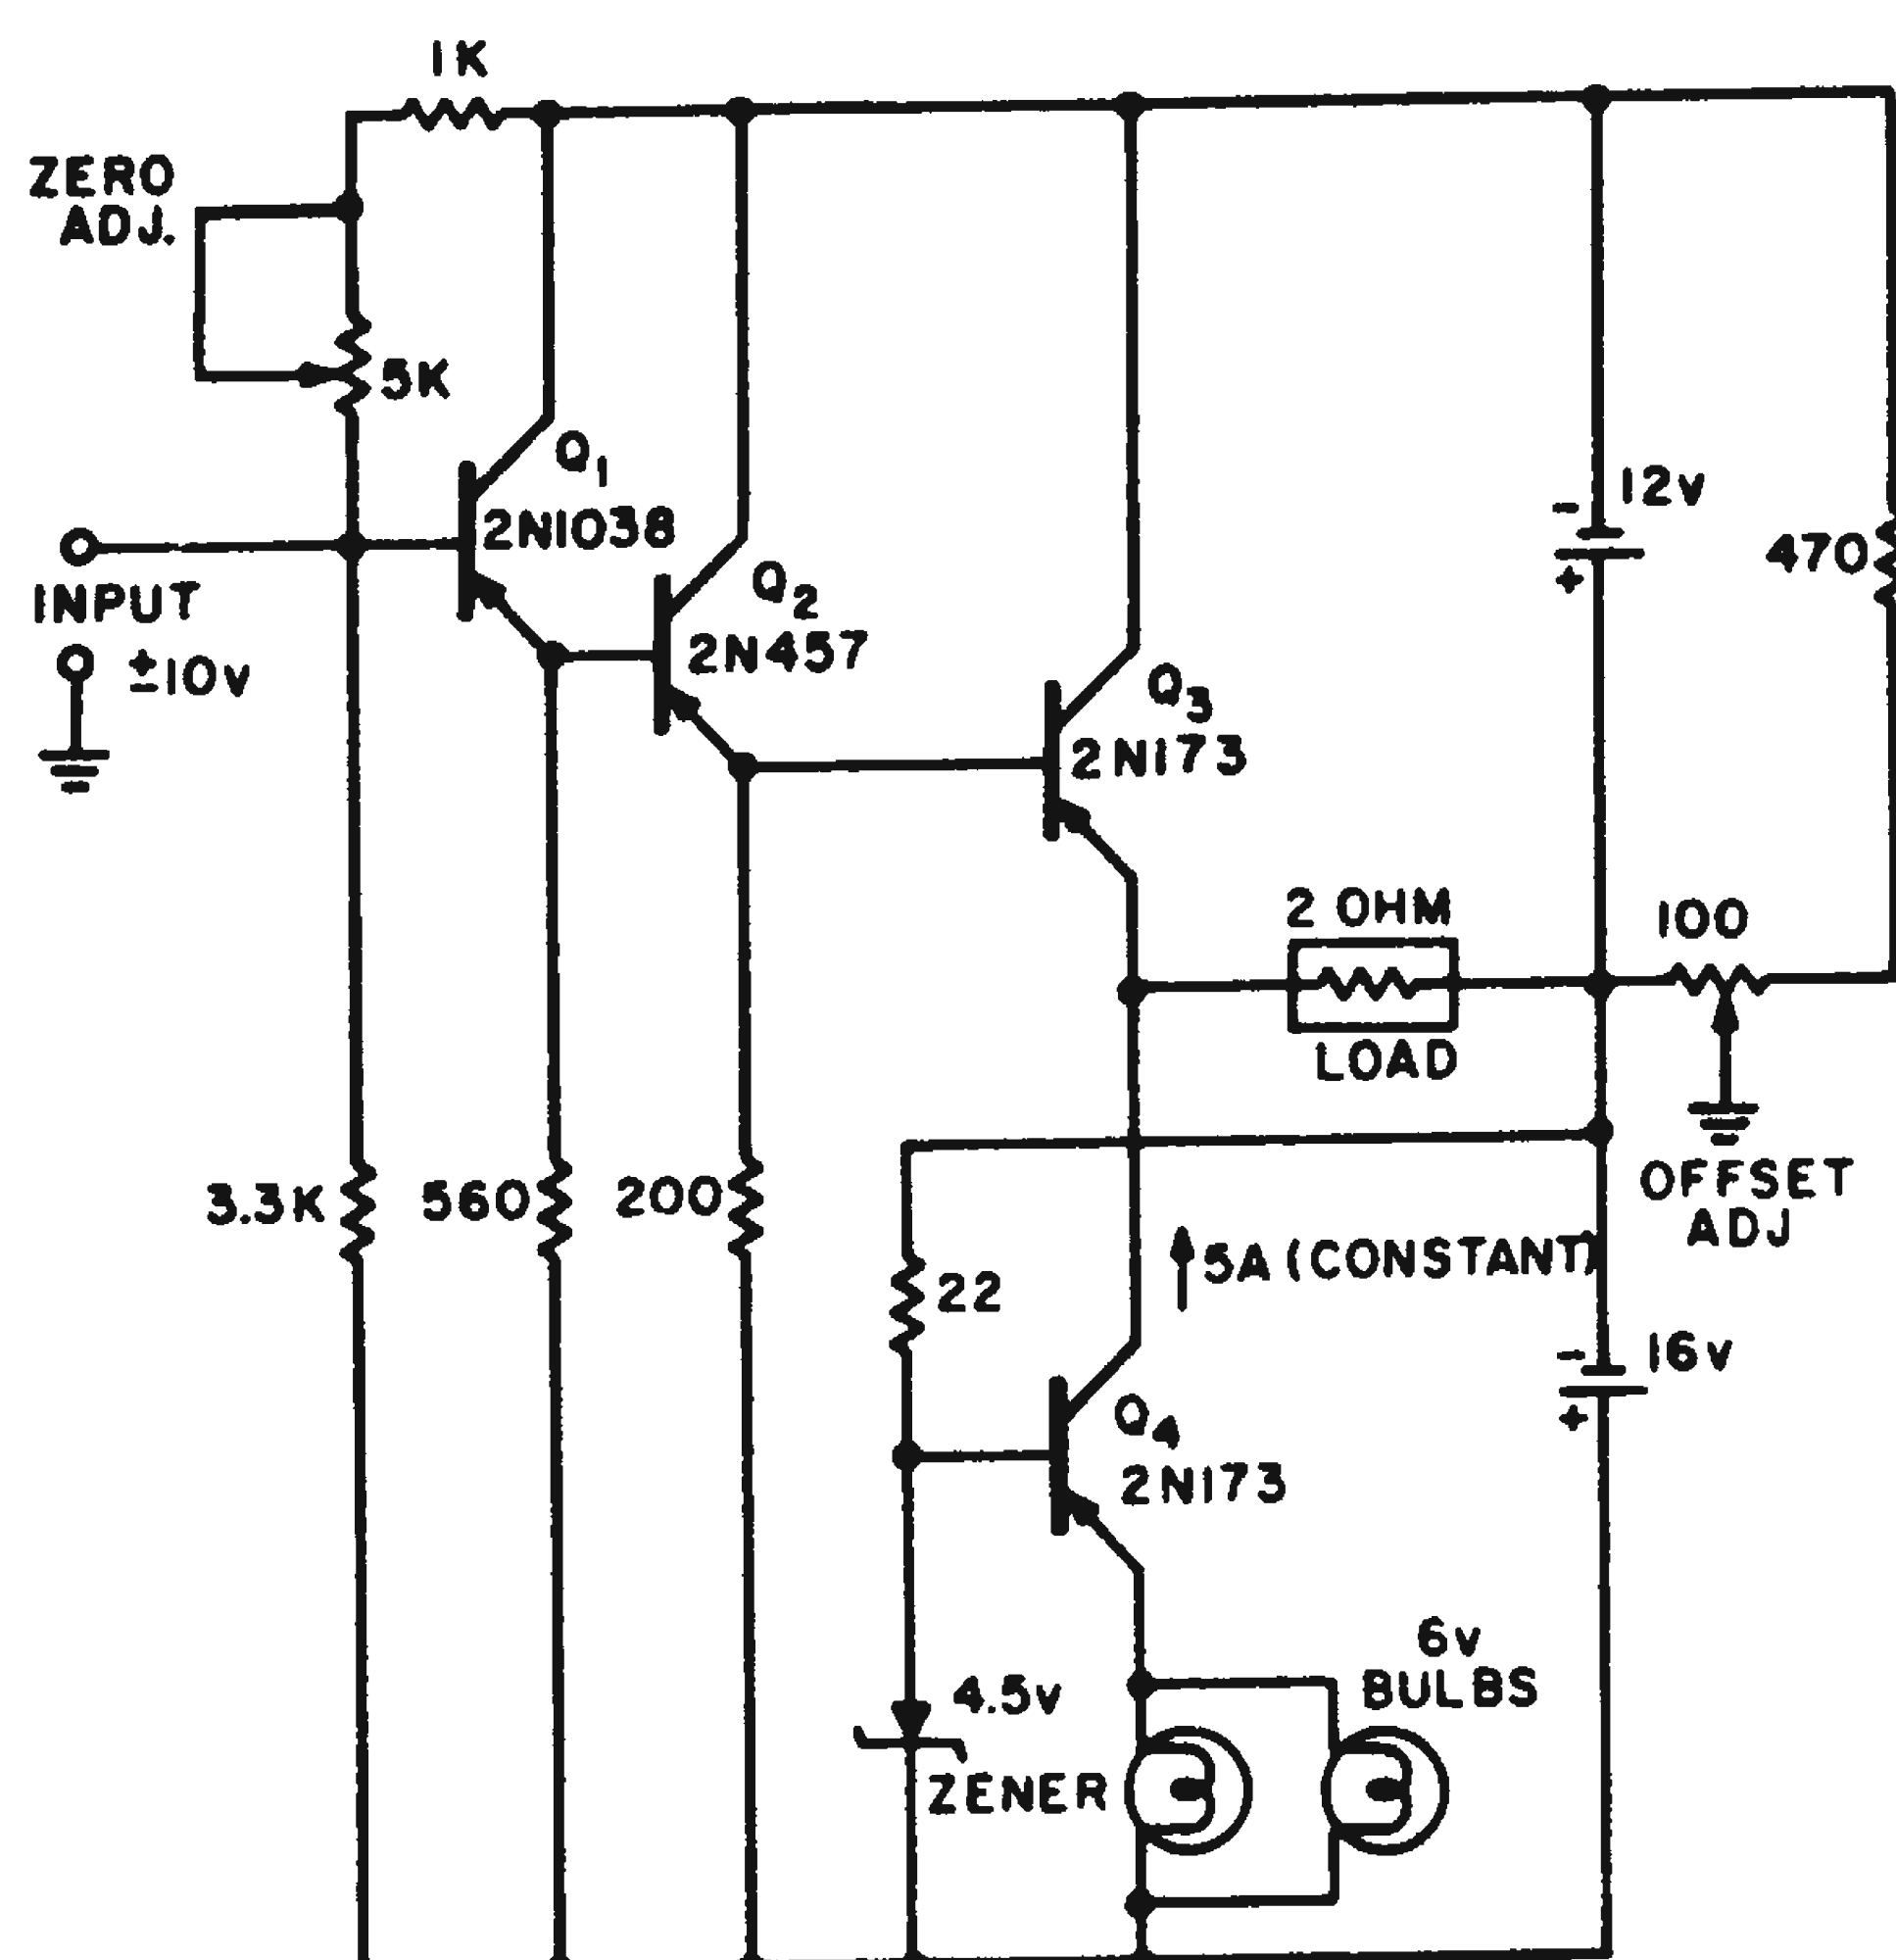 1K
ZERO
ADJ.
5K
Q1
2N1038
INPUT
±10v
Q2
2N457
Q3
2N173
-
12v
+
470
2 OHM
LOAD
100
OFFSET
ADJ
3.3K
560
200
22
5A (CONSTANT)
-
16v
+
Q4
2N173
4.5v
ZENER
6v
BULBS